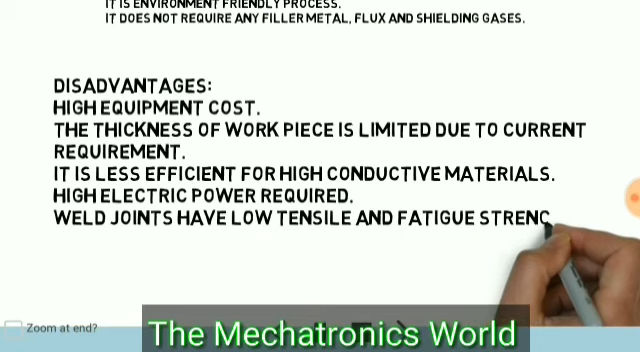 IT IS ENVIRONMENT FRIENDLY PROCESS.
IT DOES NOT REQUIRE ANY FILLER METAL, FLUX AND SHIELDING GASES.
DISADVANTAGES:
HIGH EQUIPMENT COST.
THE THICKNESS OF WORK PIECE IS LIMITED DUE TO CURRENT
REQUIREMENT.
IT IS LESS EFFICIENT FOR HIGH CONDUCTIVE MATERIALS.
HIGH ELECTRIC POWER REQUIRED.
WELD JOINTS HAVE LOW TENSILE AND FATIGUE STRENC
Zoom at end?
The Mechatronics World